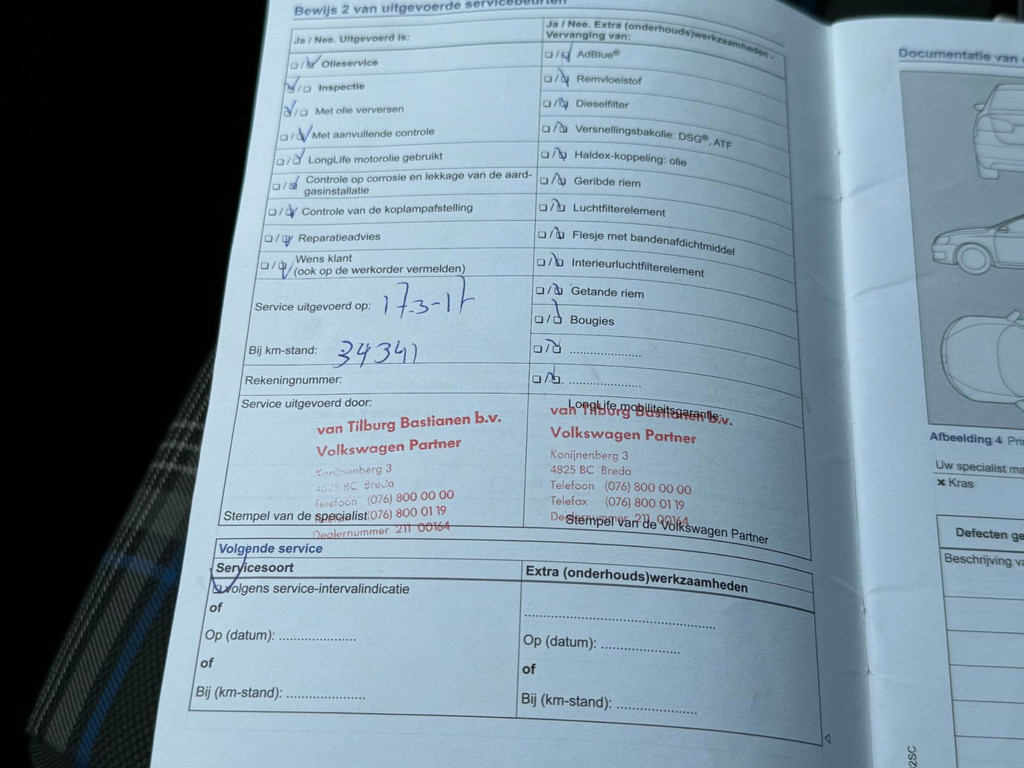 Bewijs 2 van uitgevoerde servicebeurten
Ja / Nee. Uitgevoerd is:
☐ / ☑ Olieservice
☑ / ☐ Inspectie
☑ / ☐ Met olie verversen
☐ / ☑ Met aanvullende controle
☐ / ☑ LongLife motorolie gebruikt
☐ / ☑ Controle op corrosie en lekkage van de aard-
gasinstallatie
☐ / ☑ Controle van de koplampafstelling
☐ / ☑ Reparatieadvies
☐ / ☑ Wens klant
(ook op de werkorder vermelden)
Service uitgevoerd op: 17-3-17
Bij km-stand: 34341
Rekeningnummer:
Service uitgevoerd door:
van Tilburg Bastianen b.v.
Volkswagen Partner
Konijnenberg 3
4825 BC Breda
Telefoon (076) 800 00 00
Stempel van de specialist (076) 800 01 19
Dealernummer 211 00164
Ja / Nee. Extra (onderhouds)werkzaamheden -
Vervanging van:
☐ / ☑ AdBlue®
☐ / ☑ Remvloeistof
☐ / ☑ Dieselfilter
☐ / ☑ Versnellingsbakolie: DSG®, ATF
☐ / ☑ Haldex-koppeling: olie
☐ / ☑ Geribde riem
☐ / ☑ Luchtfilterelement
☐ / ☑ Flesje met bandenafdichtmiddel
☐ / ☑ Interieurluchtfilterelement
☐ / ☑ Getande riem
☐ / ☑ Bougies
☐ / ☑ ......................
☐ / ☑ ......................
LongLife mobiliteitsgarantie:
van Tilburg Bastianen b.v.
Volkswagen Partner
Konijnenberg 3
4825 BC Breda
Telefoon (076) 800 00 00
Telefax (076) 800 01 19
Dealernummer 211 00164
Stempel van de Volkswagen Partner
Volgende service
Servicesoort
☑ volgens service-intervalindicatie
of
Op (datum): ....................
of
Bij (km-stand): ....................
Extra (onderhouds)werkzaamheden
..................................................
Op (datum): ....................
of
Bij (km-stand): ....................
Documentatie van
Afbeelding 4
Uw specialist
× Kras
Defecten
Beschrijving
2SC